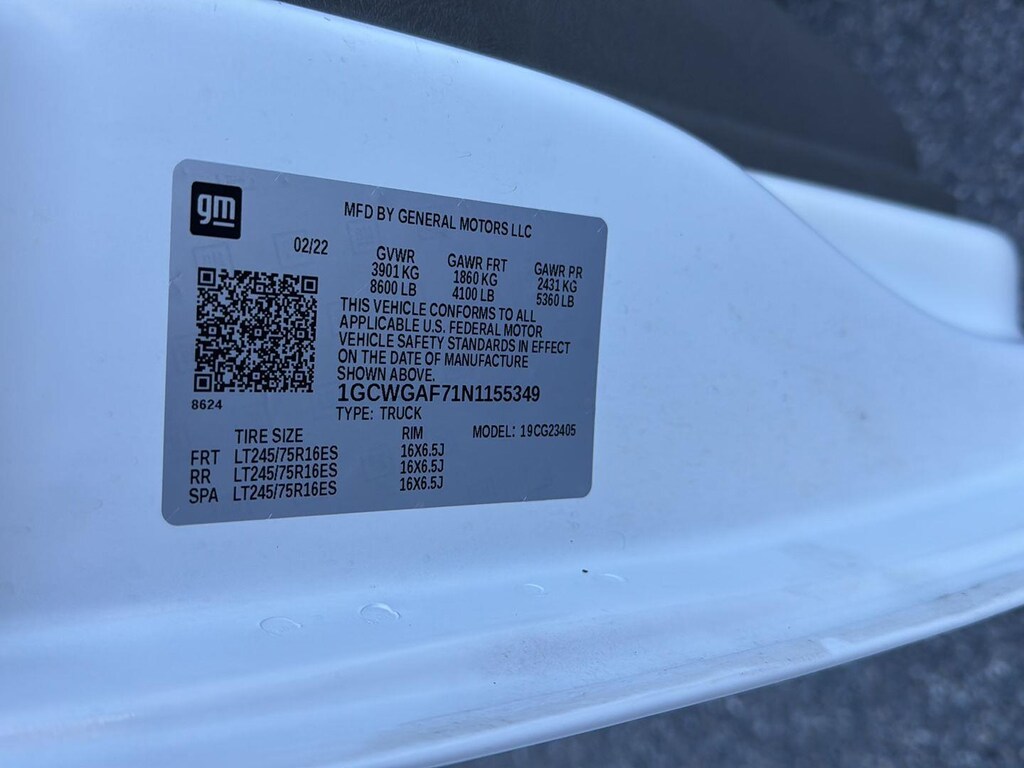 gm
MFD BY GENERAL MOTORS LLC
02/22
GVWR GAWR FRT GAWR PR
3901 KG 1860 KG 2431 KG
8600 LB 4100 LB 5360 LB
THIS VEHICLE CONFORMS TO ALL
APPLICABLE U.S. FEDERAL MOTOR
VEHICLE SAFETY STANDARDS IN EFFECT
ON THE DATE OF MANUFACTURE
SHOWN ABOVE.
1GCWGAF71N1155349
8624
TYPE: TRUCK
TIRE SIZE RIM MODEL: 19CG23405
FRT LT245/75R16ES 16X6.5J
RR LT245/75R16ES 16X6.5J
SPA LT245/75R16ES 16X6.5J